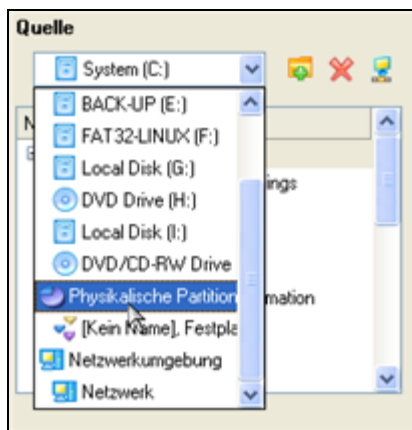 Quelle
System (C:)
N
BACK-UP (E:)
FAT32-LINUX (F:)
Local Disk (G:)
ings
DVD Drive (H:)
Local Disk (I:)
DVD/CD-RW Drive
Physikalische Partition
mation
[Kein Name], Festpla
Netzwerkumgebung
Netzwerk